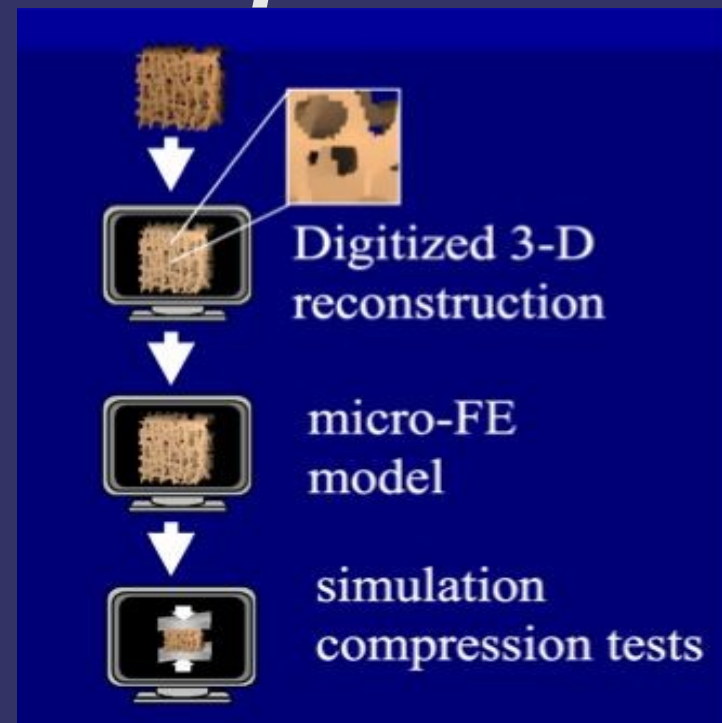 Digitized 3-D
reconstruction
micro-FE
model
simulation
compression tests